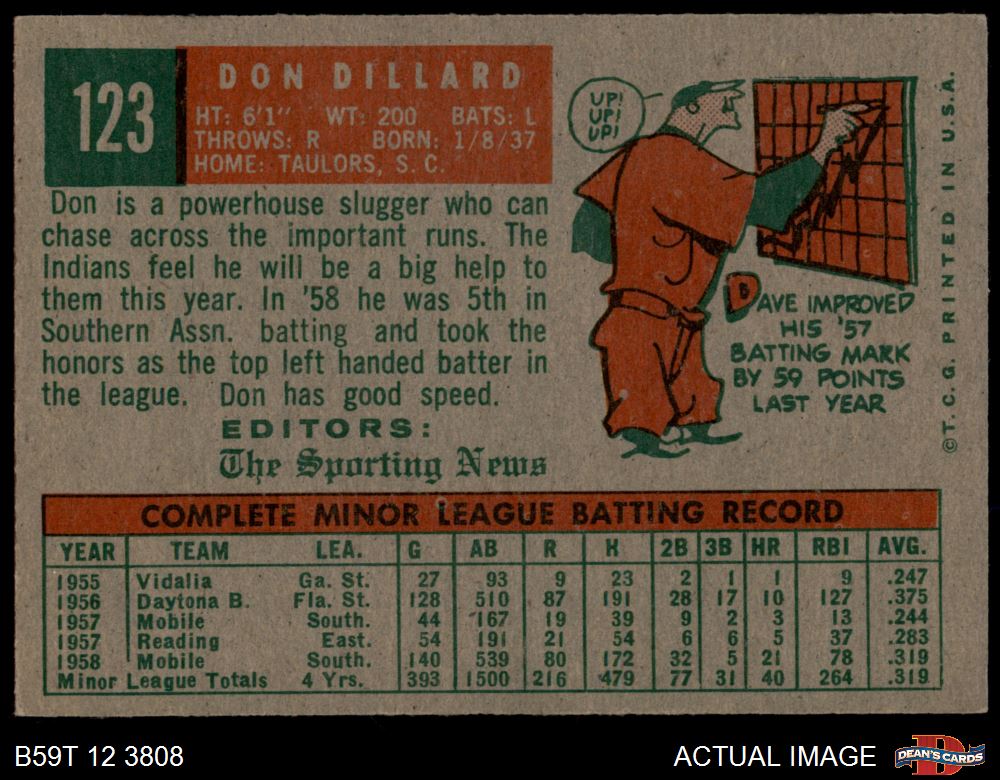 123
DON DILLARD
HT: 6'1" WT: 200 BATS: L
THROWS: R BORN: 1/8/37
HOME: TAULORS, S. C.
Don is a powerhouse slugger who can
chase across the important runs. The
Indians feel he will be a big help to
them this year. In '58 he was 5th in
Southern Assn. batting and took the
honors as the top left handed batter in
the league. Don has good speed.
EDITORS:
The Sporting News
UP!
UP!
UP!
DAVE IMPROVED
HIS '57
BATTING MARK
BY 59 POINTS
LAST YEAR
© T. C. G. PRINTED IN U.S.A.
COMPLETE MINOR LEAGUE BATTING RECORD
YEAR TEAM LEA. G AB R H 2B 3B HR RBI AVG.
1955 Vidalia Ga. St. 27 93 9 23 2 1 1 9 .247
1956 Daytona B. Fla. St. 128 510 87 191 28 17 10 127 .375
1957 Mobile South. 44 167 19 39 9 2 3 13 .244
1957 Reading East. 54 191 21 54 6 6 5 37 .283
1958 Mobile South. 140 539 80 172 32 5 21 78 .319
Minor League Totals 4 Yrs. 393 1500 216 479 77 31 40 264 .319
B59T 12 3808
ACTUAL IMAGE
DEAN'S CARDS